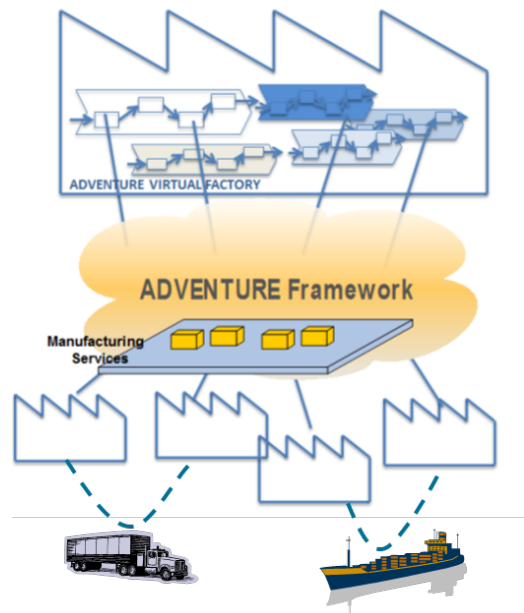 ADVENTURE VIRTUAL FACTORY
ADVENTURE Framework
Manufacturing
Services